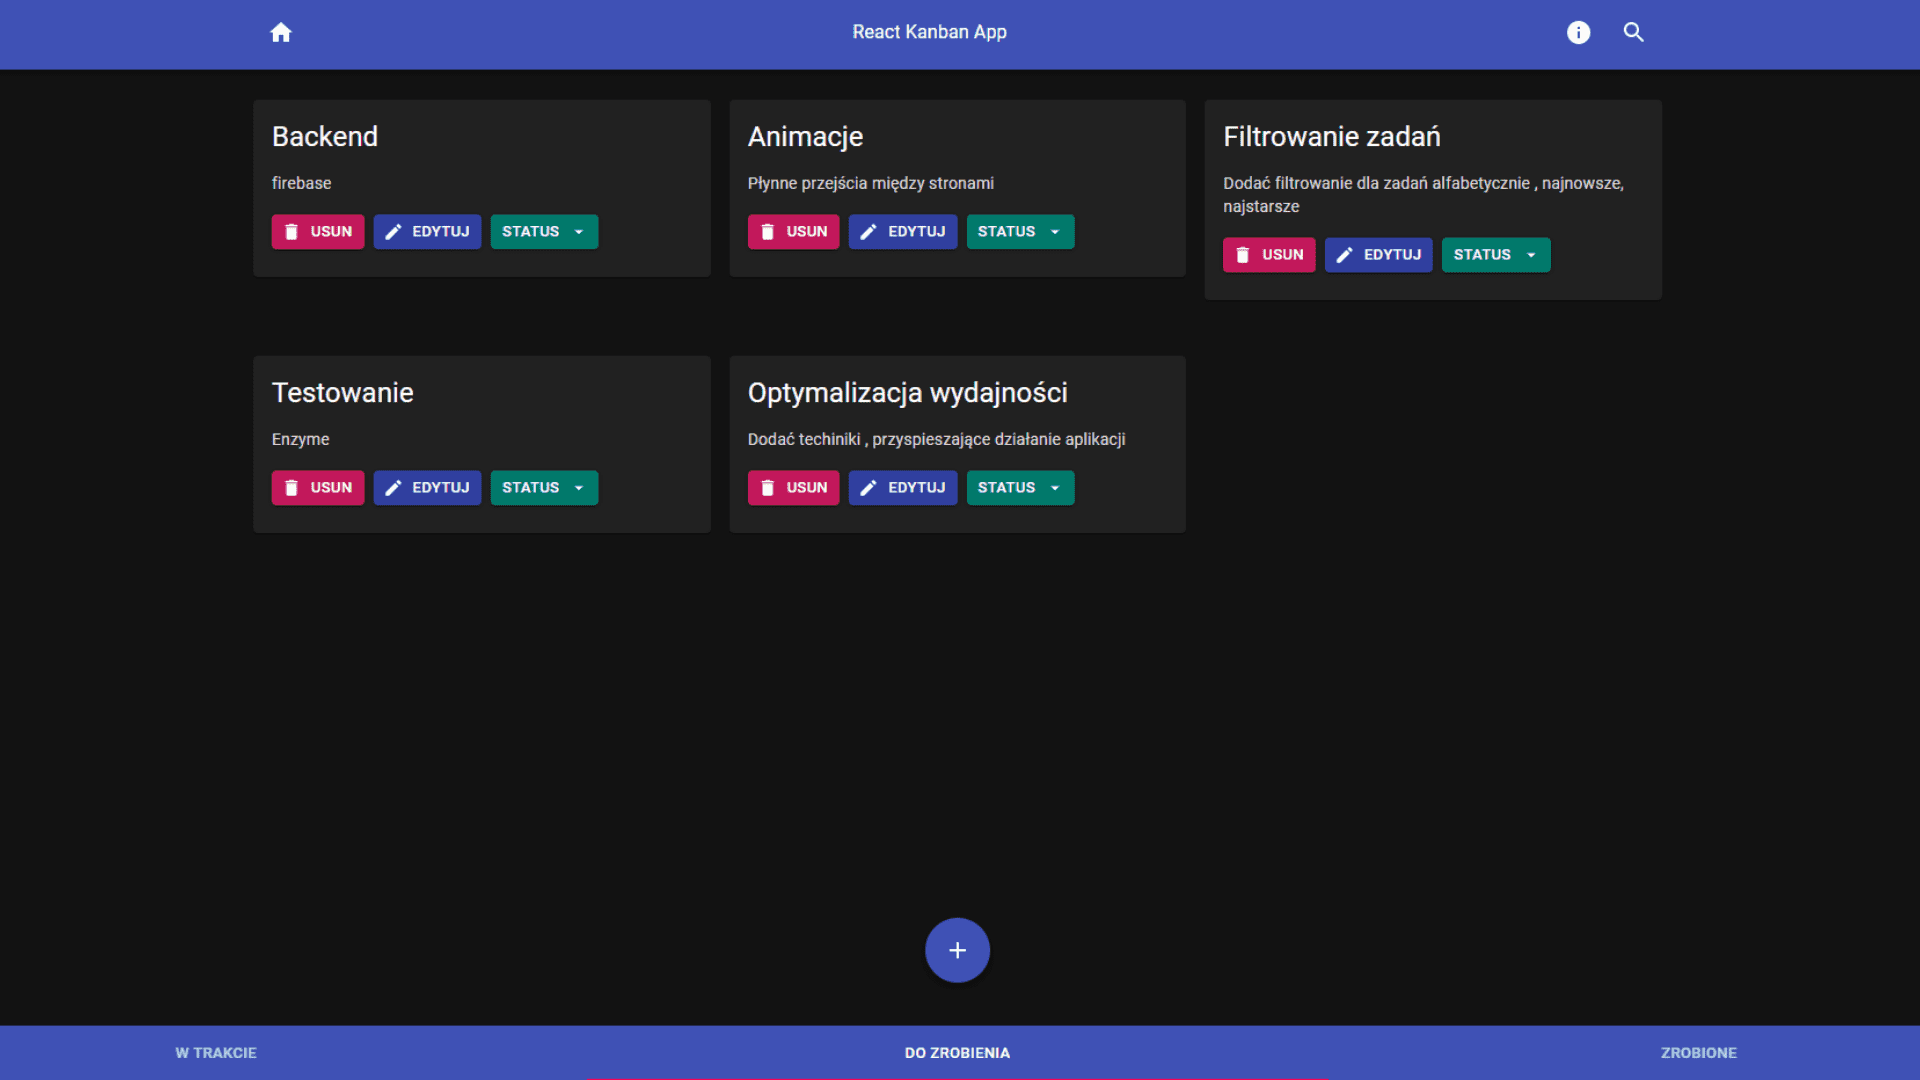 React Kanban App
Backend
firebase
USUN EDYTUJ STATUS
Animacje
Płynne przejścia między stronami
USUN EDYTUJ STATUS
Filtrowanie zadań
Dodać filtrowanie dla zadań alfabetycznie , najnowsze,
najstarsze
USUN EDYTUJ STATUS
Testowanie
Enzyme
USUN EDYTUJ STATUS
Optymalizacja wydajności
Dodać techiniki , przyspieszające działanie aplikacji
USUN EDYTUJ STATUS
W TRAKCIE DO ZROBIENIA ZROBIONE